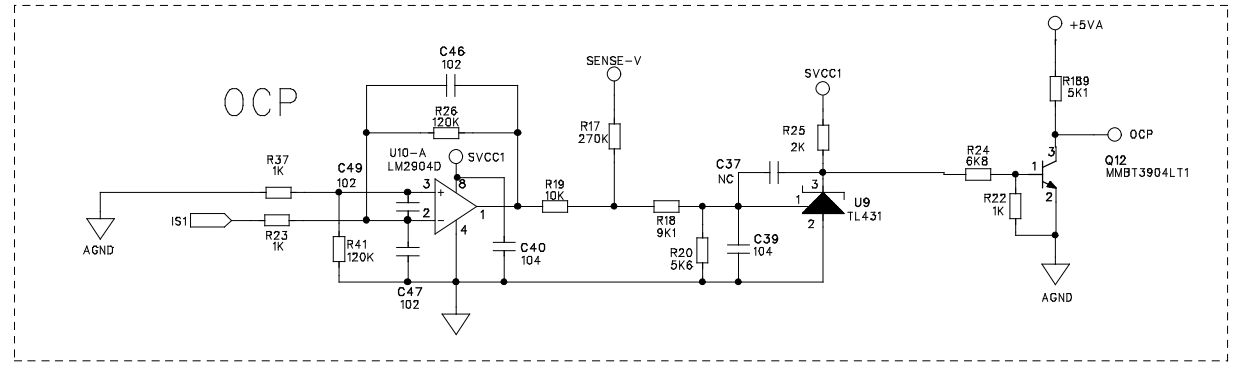 +5VA
C46
102
SENSE-V
SVCC1
R189
5K1
OCP
R26
120K
R17
270K
R25
2K
OCP
U10-A
LM2904D
SVCC1
R24
6K8
Q12
MMBT3904LT1
R37
1K
C49
102
C37
NC
3
8
1
3
1
2
+
3
2
-
1
4
R19
10K
1
2
U9
TL431
R22
1K
IS1
R23
1K
R18
9K1
AGND
R41
120K
C40
104
R20
5K6
C39
104
C47
102
AGND